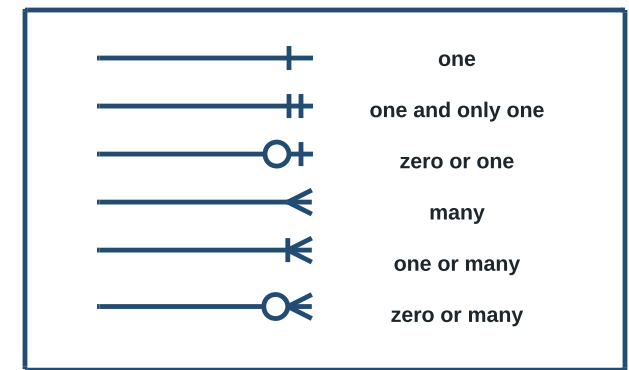 one
one and only one
zero or one
many
one or many
zero or many